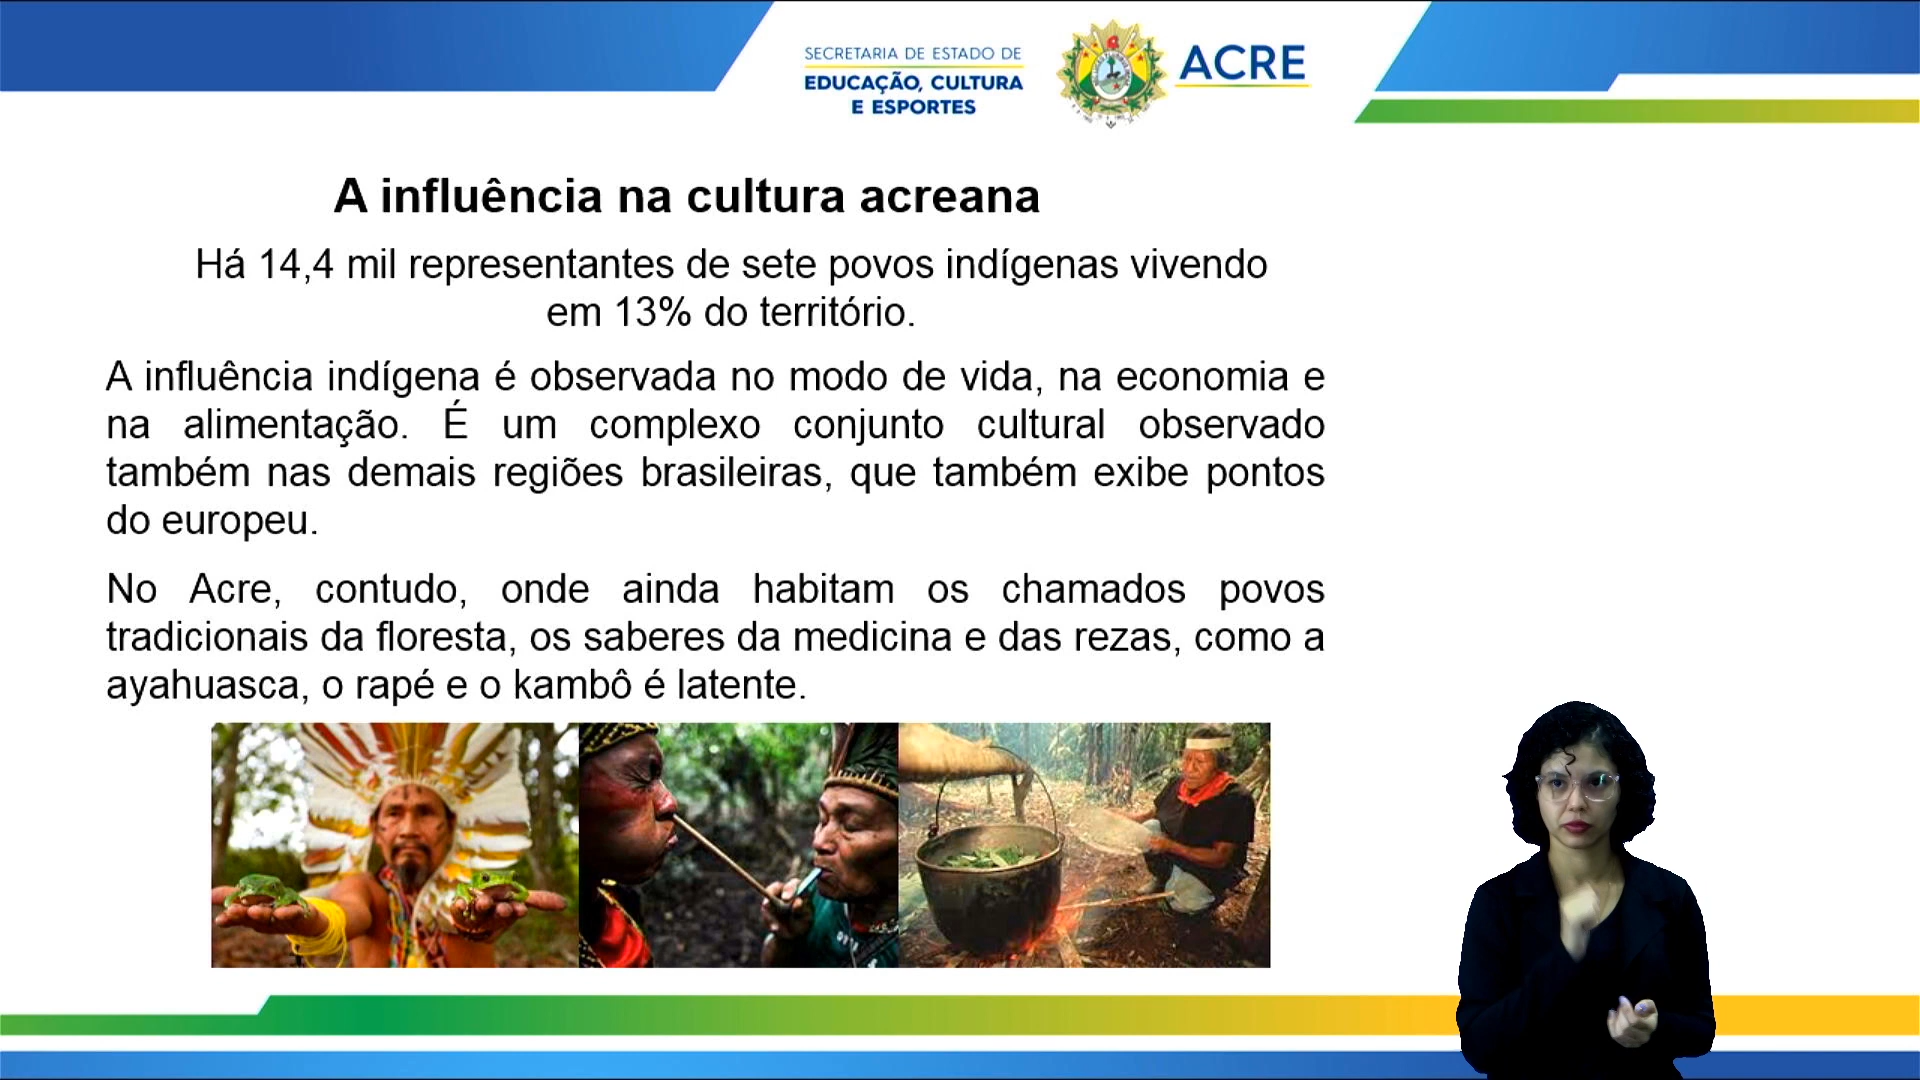 SECRETARIA DE ESTADO DE
EDUCAÇÃO, CULTURA
E ESPORTES
ACRE
A influência na cultura acreana
Há 14,4 mil representantes de sete povos indígenas vivendo
em 13% do território.
A influência indígena é observada no modo de vida, na economia e
na alimentação. É um complexo conjunto cultural observado
também nas demais regiões brasileiras, que também exibe pontos
do europeu.
No Acre, contudo, onde ainda habitam os chamados povos
tradicionais da floresta, os saberes da medicina e das rezas, como a
ayahuasca, o rapé e o kambô é latente.